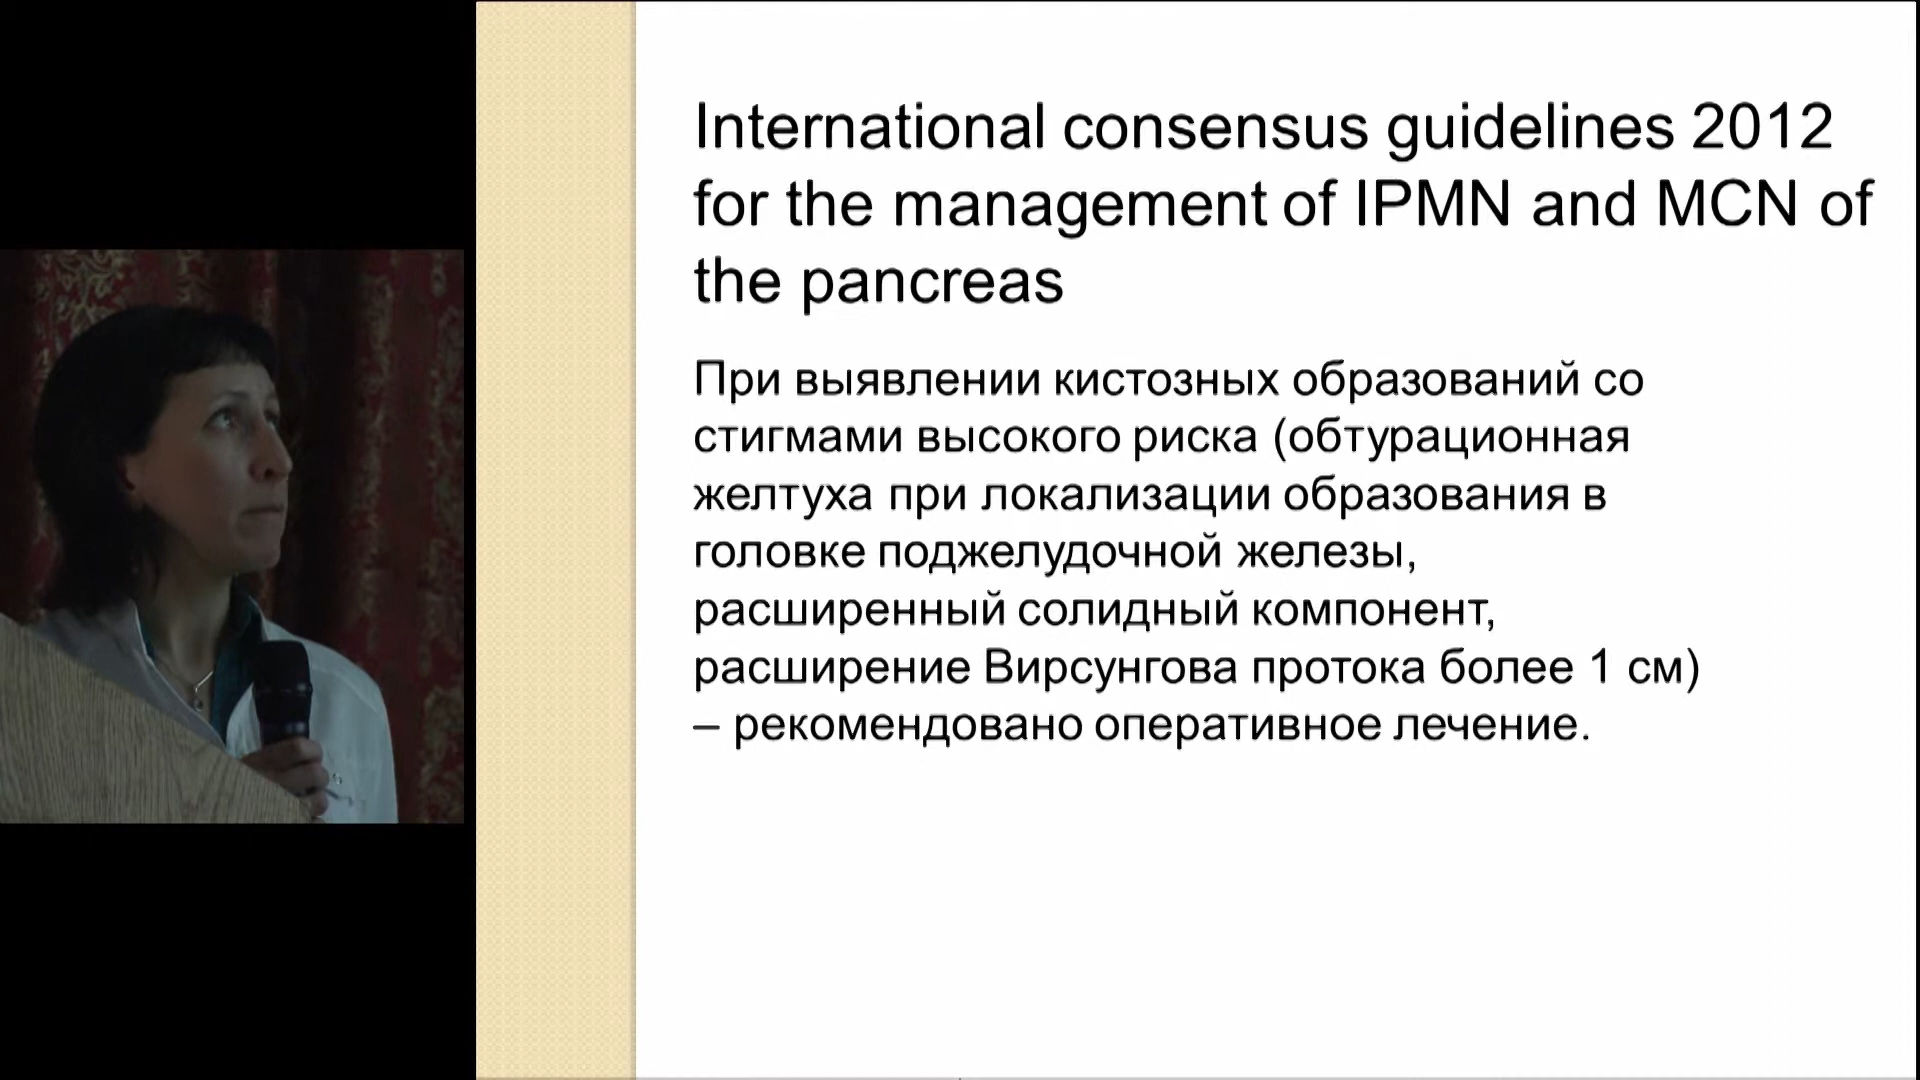 International consensus guidelines 2012
for the management of IPMN and MCN of
the pancreas
При выявлении кистозных образований со
стигмами высокого риска (обтурационная
желтуха при локализации образования в
головке поджелудочной железы,
расширенный солидный компонент,
расширение Вирсунгова протока более 1 см)
– рекомендовано оперативное лечение.